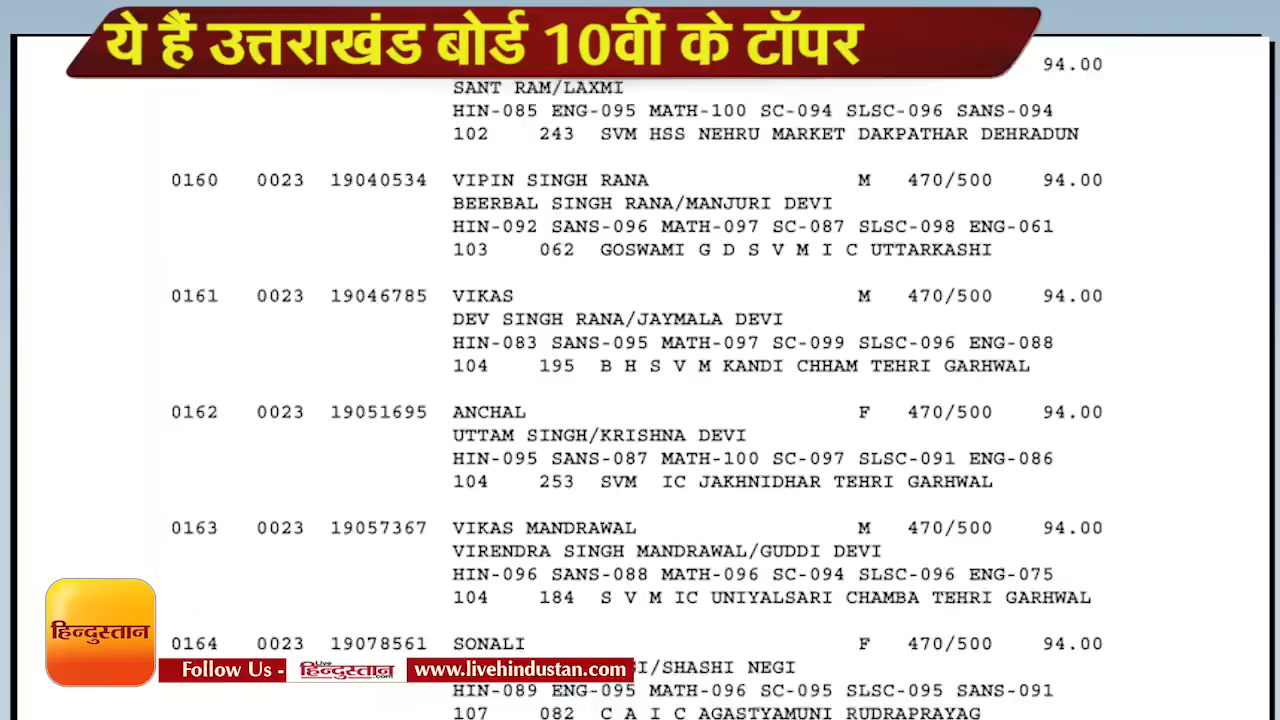 ये हैं उत्तराखंड बोर्ड 10वीं के टॉपर
94.00
SANT RAM/LAXMI
HIN-085 ENG-095 MATH-100 SC-094 SLSC-096 SANS-094
102 243 SVM HSS NEHRU MARKET DAKPATHAR DEHRADUN
0160 0023 19040534 VIPIN SINGH RANA M 470/500 94.00
BEERBAL SINGH RANA/MANJURI DEVI
HIN-092 SANS-096 MATH-097 SC-087 SLSC-098 ENG-061
103 062 GOSWAMI G D S V M I C UTTARKASHI
0161 0023 19046785 VIKAS M 470/500 94.00
DEV SINGH RANA/JAYMALA DEVI
HIN-083 SANS-095 MATH-097 SC-099 SLSC-096 ENG-088
104 195 B H S V M KANDI CHHAM TEHRI GARHWAL
0162 0023 19051695 ANCHAL F 470/500 94.00
UTTAM SINGH/KRISHNA DEVI
HIN-095 SANS-087 MATH-100 SC-097 SLSC-091 ENG-086
104 253 SVM IC JAKHNIDHAR TEHRI GARHWAL
0163 0023 19057367 VIKAS MANDRAWAL M 470/500 94.00
VIRENDRA SINGH MANDRAWAL/GUDDI DEVI
HIN-096 SANS-088 MATH-096 SC-094 SLSC-096 ENG-075
104 184 S V M IC UNIYALSARI CHAMBA TEHRI GARHWAL
हिन्दुस्तान
0164 0023 19078561 SONALI F 470/500 94.00
Follow Us - Live हिन्दुस्तान .com www.livehindustan.com
GI/SHASHI NEGI
HIN-089 ENG-095 MATH-096 SC-095 SLSC-095 SANS-091
107 082 C A I C AGASTYAMUNI RUDRAPRAYAG